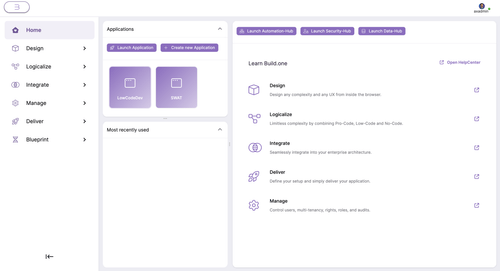 Home
Design
Logicalize
Integrate
Manage
Deliver
Blueprint
Applications
Launch Application
Create new Application
LowCodeDev
SWAT
Most recently used
Launch Automation-Hub
Launch Security-Hub
Launch Data-Hub
Learn Build.one
Open HelpCenter
Design
Design any complexity and any UX from inside the browser.
Logicalize
Limitless complexity by combining Pro-Code, Low-Code and No-Code.
Integrate
Seamlessly integrate into your enterprise architecture.
Deliver
Define your setup and simply deliver your application.
Manage
Control users, multi tenancy, rights, roles, and audits.